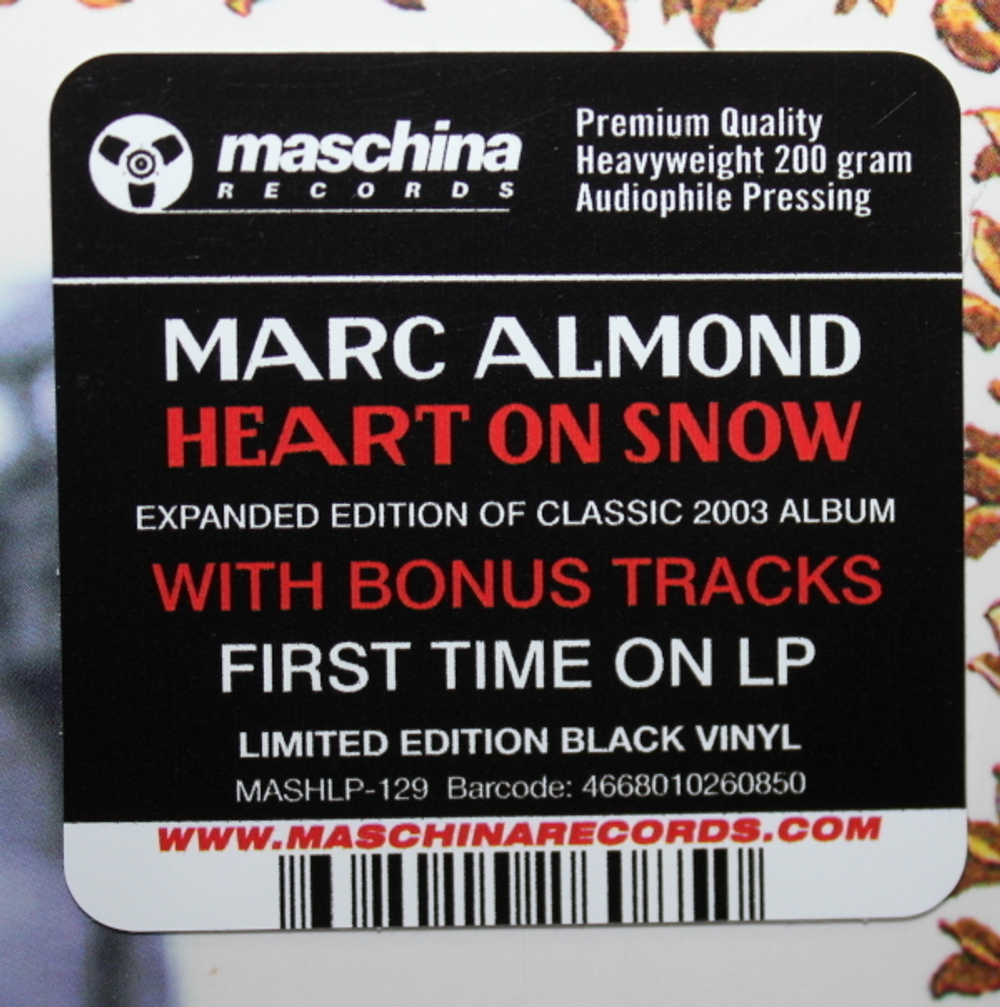 maschina
RECORDS
Premium Quality
Heavyweight 200 gram
Audiophile Pressing
MARC ALMOND
HEART ON SNOW
EXPANDED EDITION OF CLASSIC 2003 ALBUM
WITH BONUS TRACKS
FIRST TIME ON LP
LIMITED EDITION BLACK VINYL
MASHLP-129 Barcode: 4668010260850
WWW.MASCHINARECORDS.COM